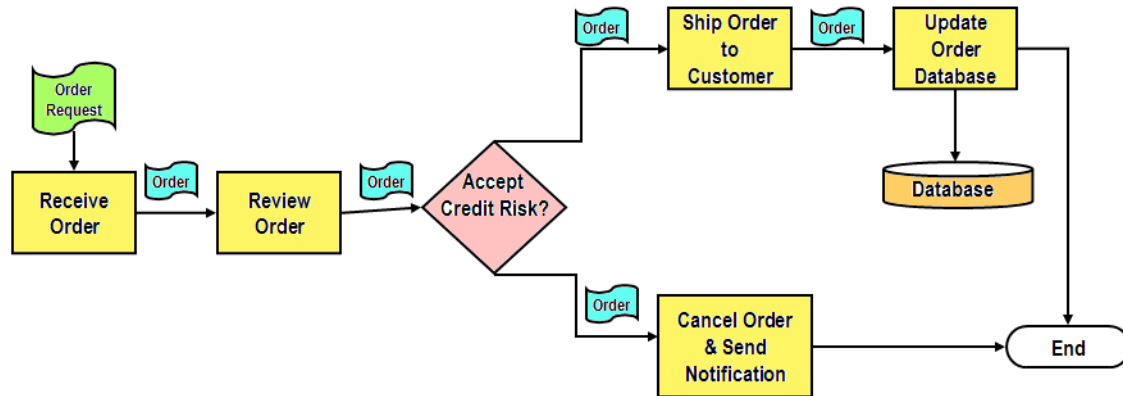 Order
Request
Receive
Order
Order
Review
Order
Order
Accept
Credit Risk?
Order
Ship Order
to
Customer
Order
Update
Order
Database
Database
Order
Cancel Order
& Send
Notification
End